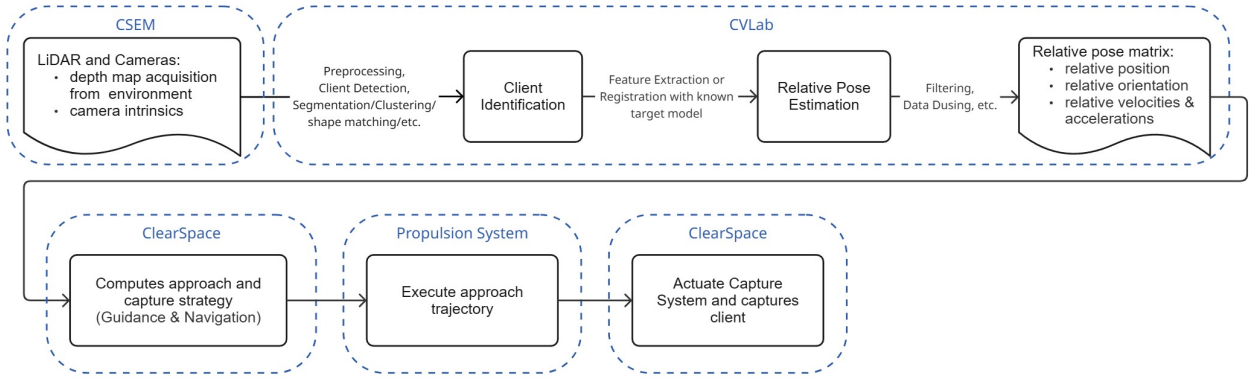 CSEM
LiDAR and Cameras:
• depth map acquisition
from environment
• camera intrinsics
CVLab
Preprocessing,
Client Detection,
Segmentation/Clustering/
shape matching/etc.
Client
Identification
Feature Extraction or
Registration with known
target model
Relative Pose
Estimation
Filtering,
Data Dusing, etc.
Relative pose matrix:
• relative position
• relative orientation
• relative velocities &
accelerations
ClearSpace
Computes approach and
capture strategy
(Guidance & Navigation)
Propulsion System
Execute approach
trajectory
ClearSpace
Actuate Capture
System and captures
client